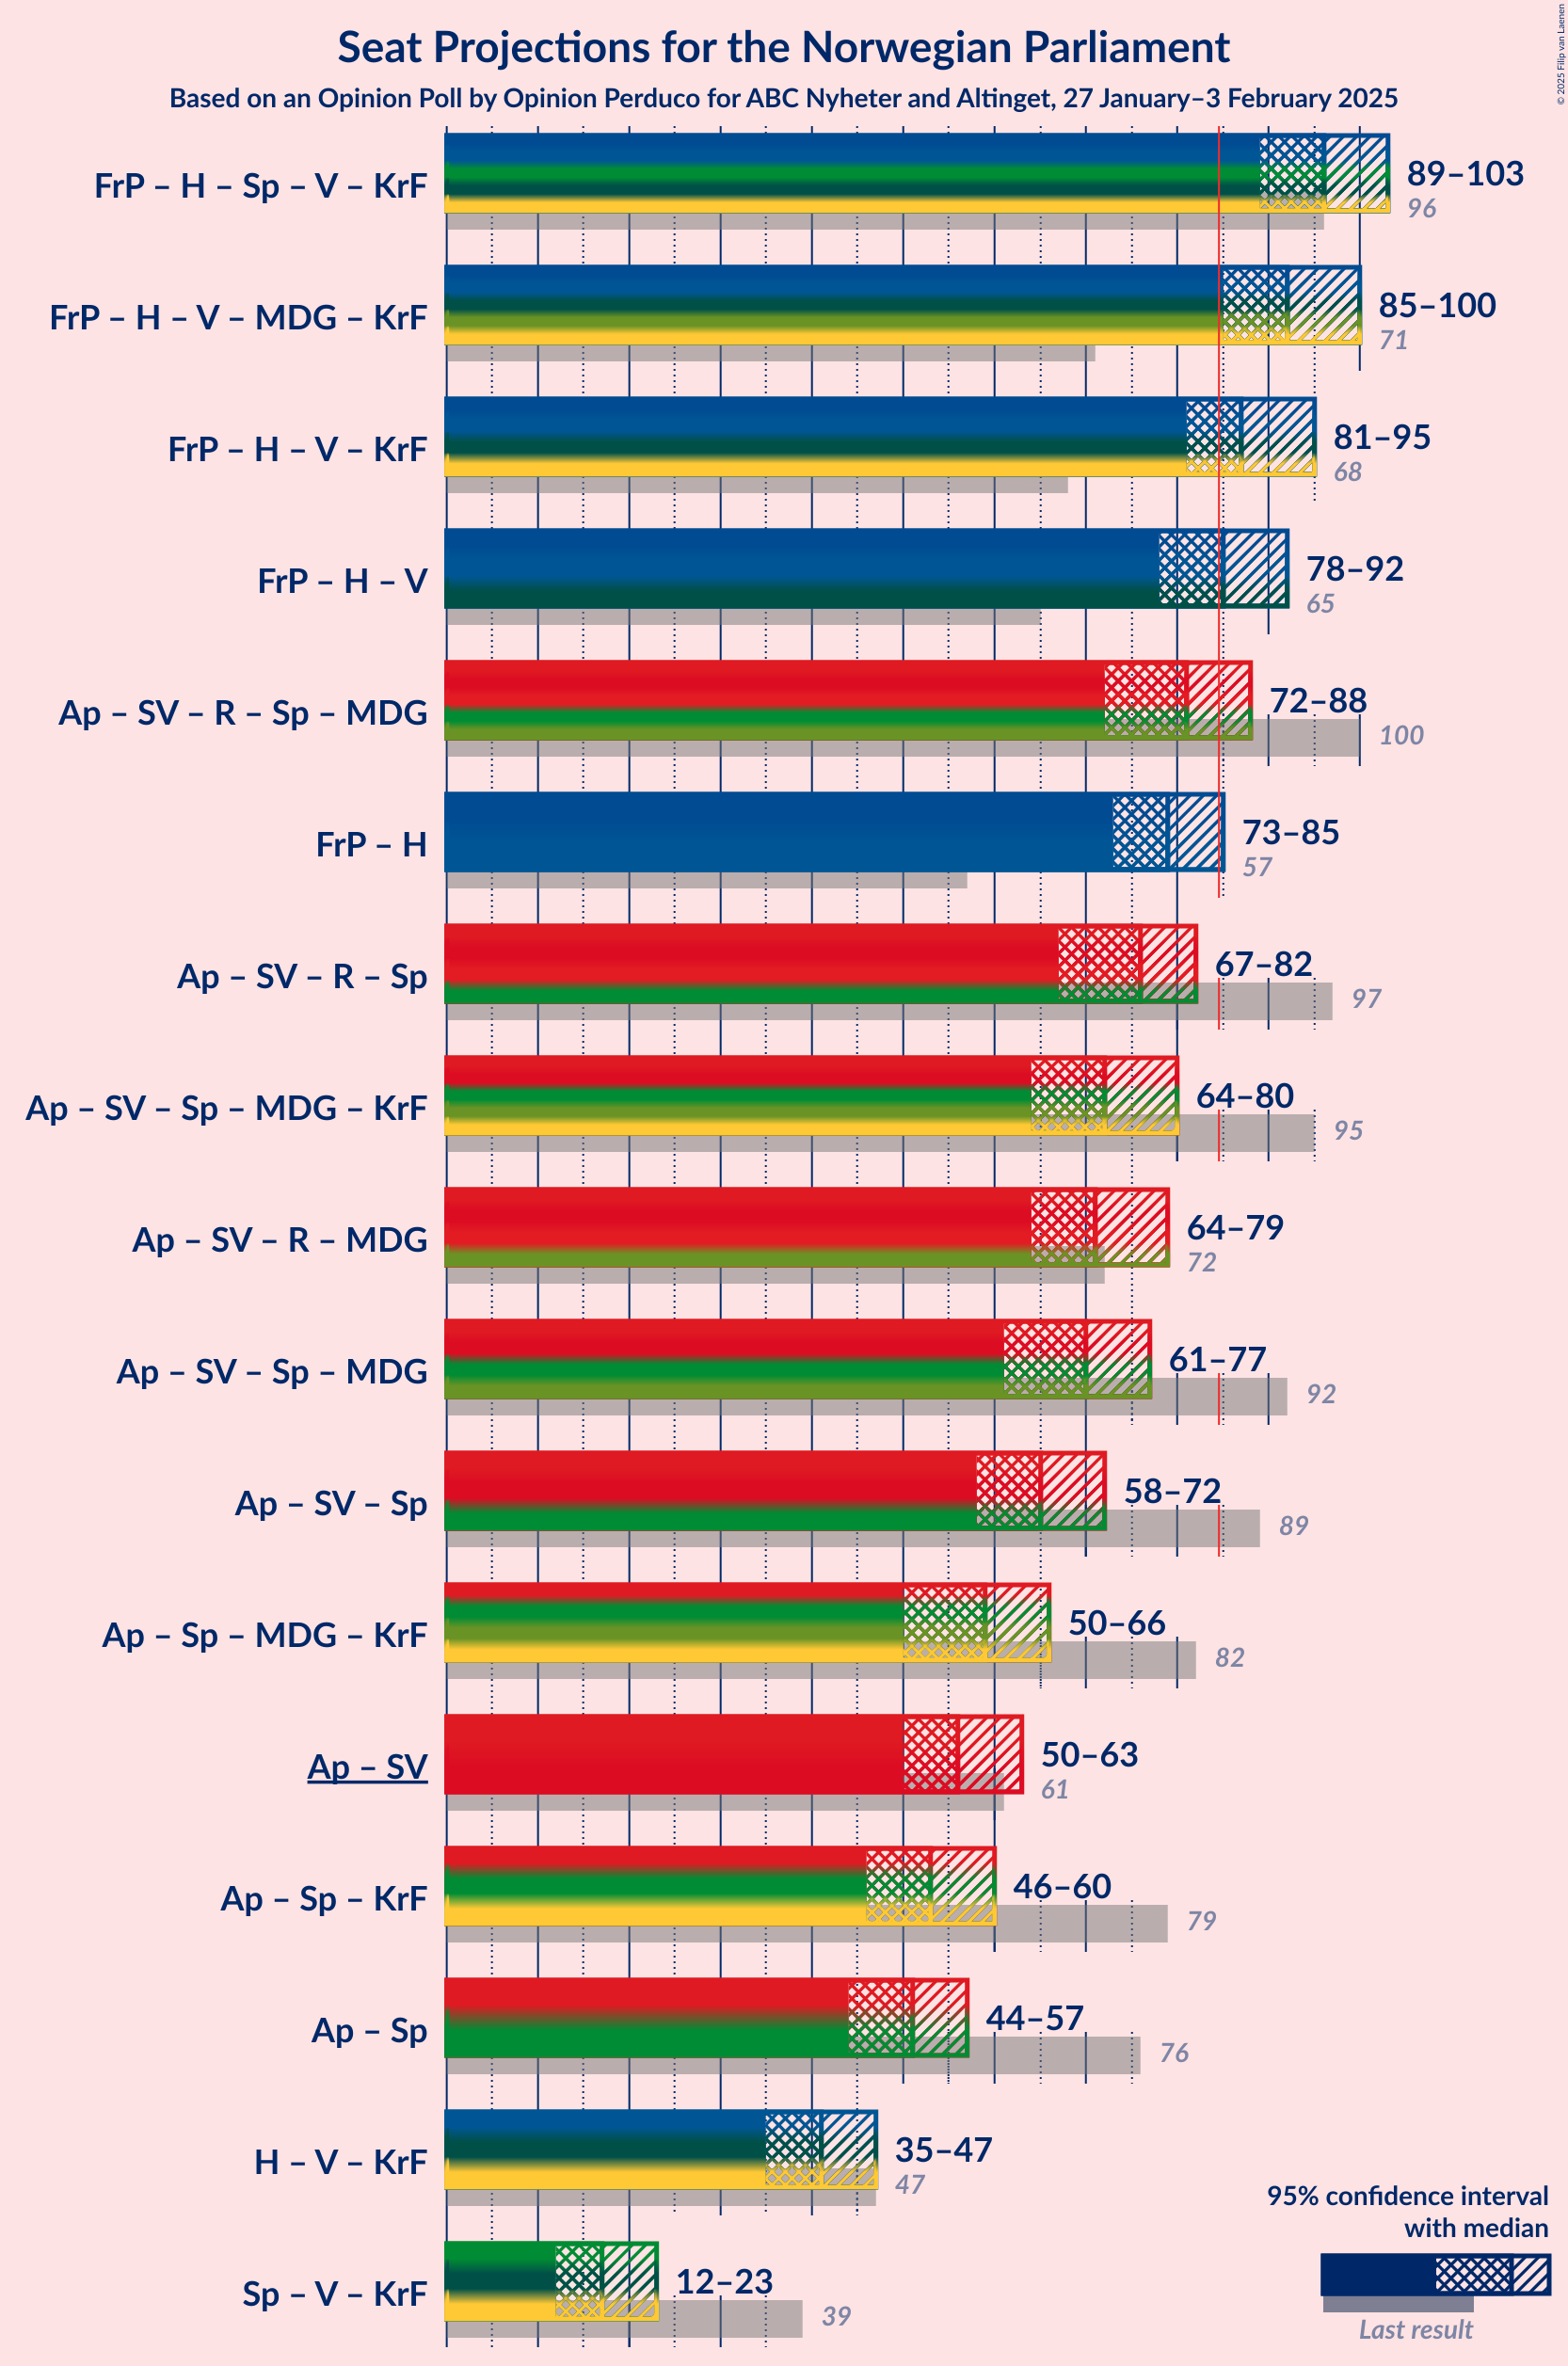 Seat Projections for the Norwegian Parliament
Based on an Opinion Poll by Opinion Perduco for ABC Nyheter and Altinget, 27 January–3 February 2025
© 2025 Filip van Laenen
FrP – H – Sp – V – KrF
89–103
96
FrP – H – V – MDG – KrF
85–100
71
FrP – H – V – KrF
81–95
68
FrP – H – V
78–92
65
Ap – SV – R – Sp – MDG
72–88
100
FrP – H
73–85
57
Ap – SV – R – Sp
67–82
97
Ap – SV – Sp – MDG – KrF
64–80
95
Ap – SV – R – MDG
64–79
72
Ap – SV – Sp – MDG
61–77
92
Ap – SV – Sp
58–72
89
Ap – Sp – MDG – KrF
50–66
82
Ap – SV
50–63
61
Ap – Sp – KrF
46–60
79
Ap – Sp
44–57
76
H – V – KrF
35–47
47
Sp – V – KrF
12–23
39
95% confidence interval
with median
Last result